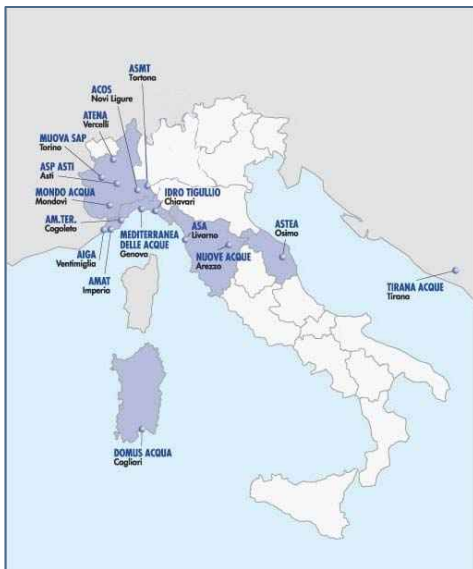 ASMT
Tortona
ACOS
Novi Ligure
ATENA
Vercelli
MUOVA SAP
Torino
ASP ASTI
Asti
MONDO ACQUA
Mondovì
AM.TER.
Cogoleto
AIGA
Ventimiglia
AMAT
Imperia
MEDITERRANEA
DELLE ACQUE
Genova
IDRO TIGULLIO
Chiavari
ASA
Livorno
NUOVE ACQUE
Arezzo
ASTEA
Osimo
TIRANA ACQUE
Tirana
DOMUS ACQUA
Cagliari